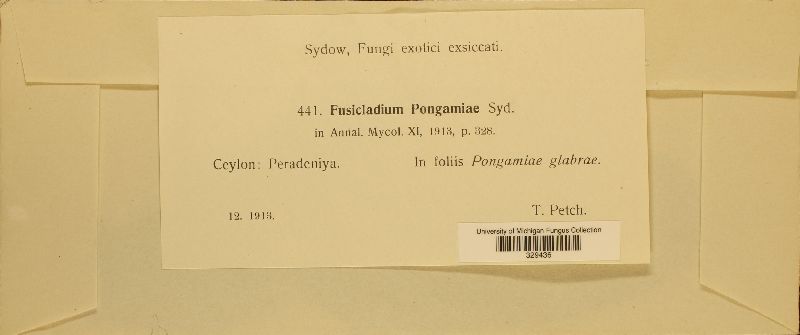 Sydow, Fungi exotici exsiccati.
441. Fusicladium Pongamiae Syd.
in Annal. Mycol. XI, 1913, p. 328.
Ceylon: Peradeniya. In foliis Pongamiae glabrae.
12. 1913. T. Petch.
University of Michigan Fungus Collection
329436